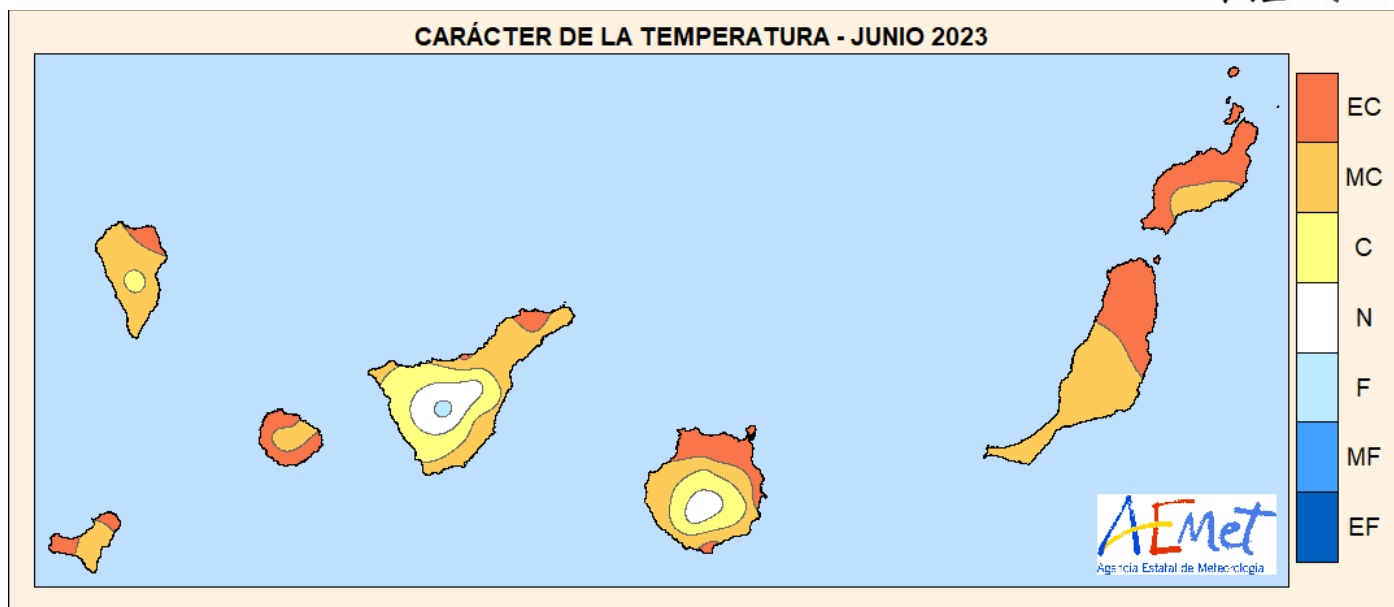 CARÁCTER DE LA TEMPERATURA - JUNIO 2023
EC
MC
C
N
F
MF
EF
AEMet
Agencia Estatal de Meteorología